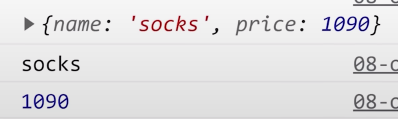 ▶ {name: 'socks', price: 1090}
socks 08-o
1090 08-o